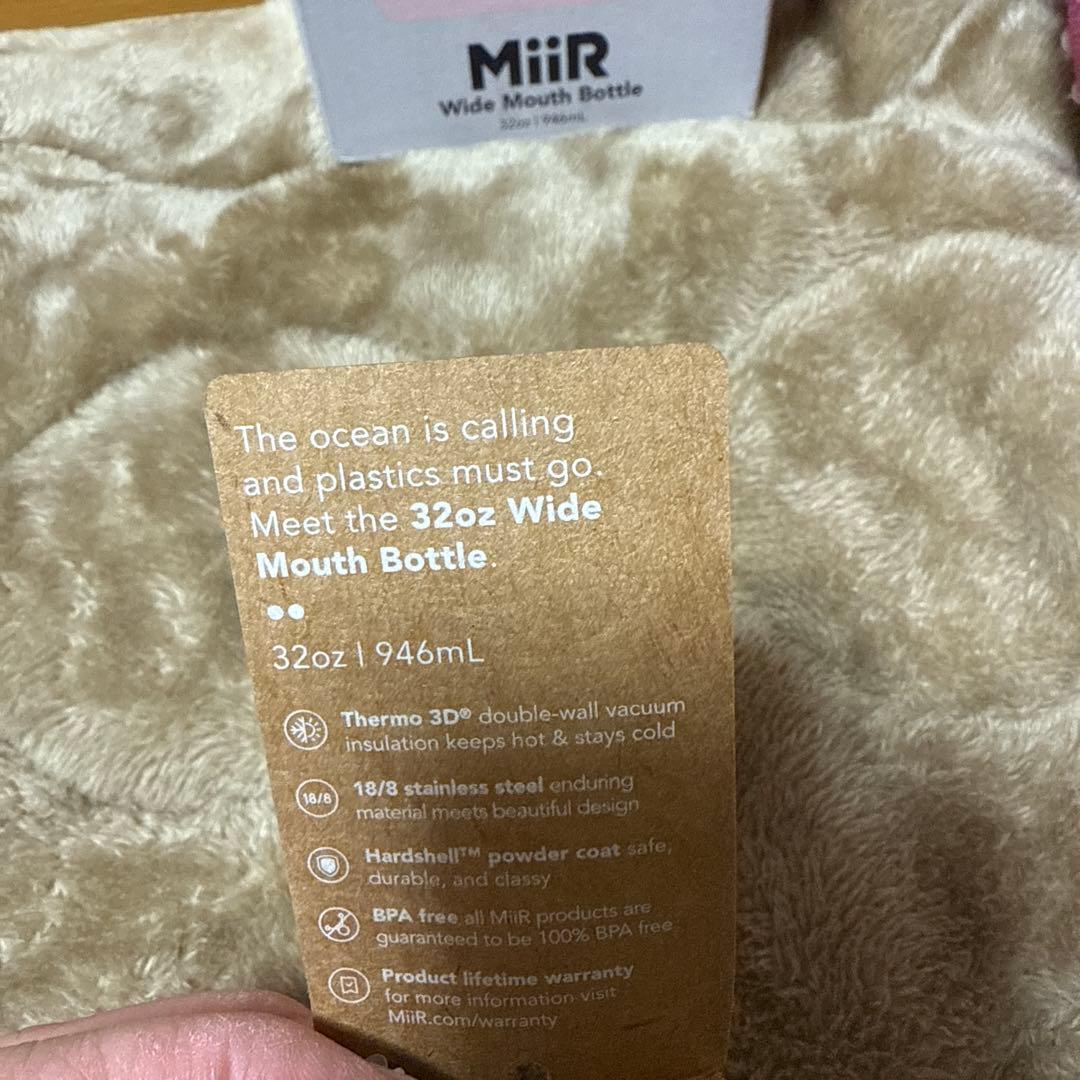 MiiR
Wide Mouth Bottle
32oz | 946mL
The ocean is calling
and plastics must go.
Meet the 32oz Wide
Mouth Bottle.
32oz | 946mL
Thermo 3D® double-wall vacuum
insulation keeps hot & stays cold
18/8
18/8 stainless steel enduring
material meets beautiful design
Hardshell™ powder coat safe,
durable, and classy
BPA free all MiiR products are
guaranteed to be 100% BPA free
Product lifetime warranty
for more information visit
MiiR.com/warranty